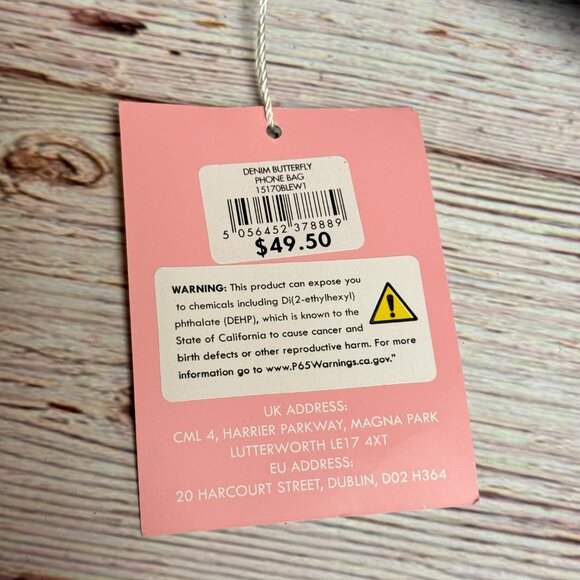 DENIM BUTTERFLY
PHONE BAG
15170BLEW1
5 056452 378889
$49.50
WARNING: This product can expose you
to chemicals including Di(2-ethylhexyl)
phthalate (DEHP), which is known to the
State of California to cause cancer and
birth defects or other reproductive harm. For more
information go to www.P65Warnings.ca.gov."
UK ADDRESS:
CML 4, HARRIER PARKWAY, MAGNA PARK
LUTTERWORTH LE17 4XT
EU ADDRESS:
20 HARCOURT STREET, DUBLIN, D02 H364